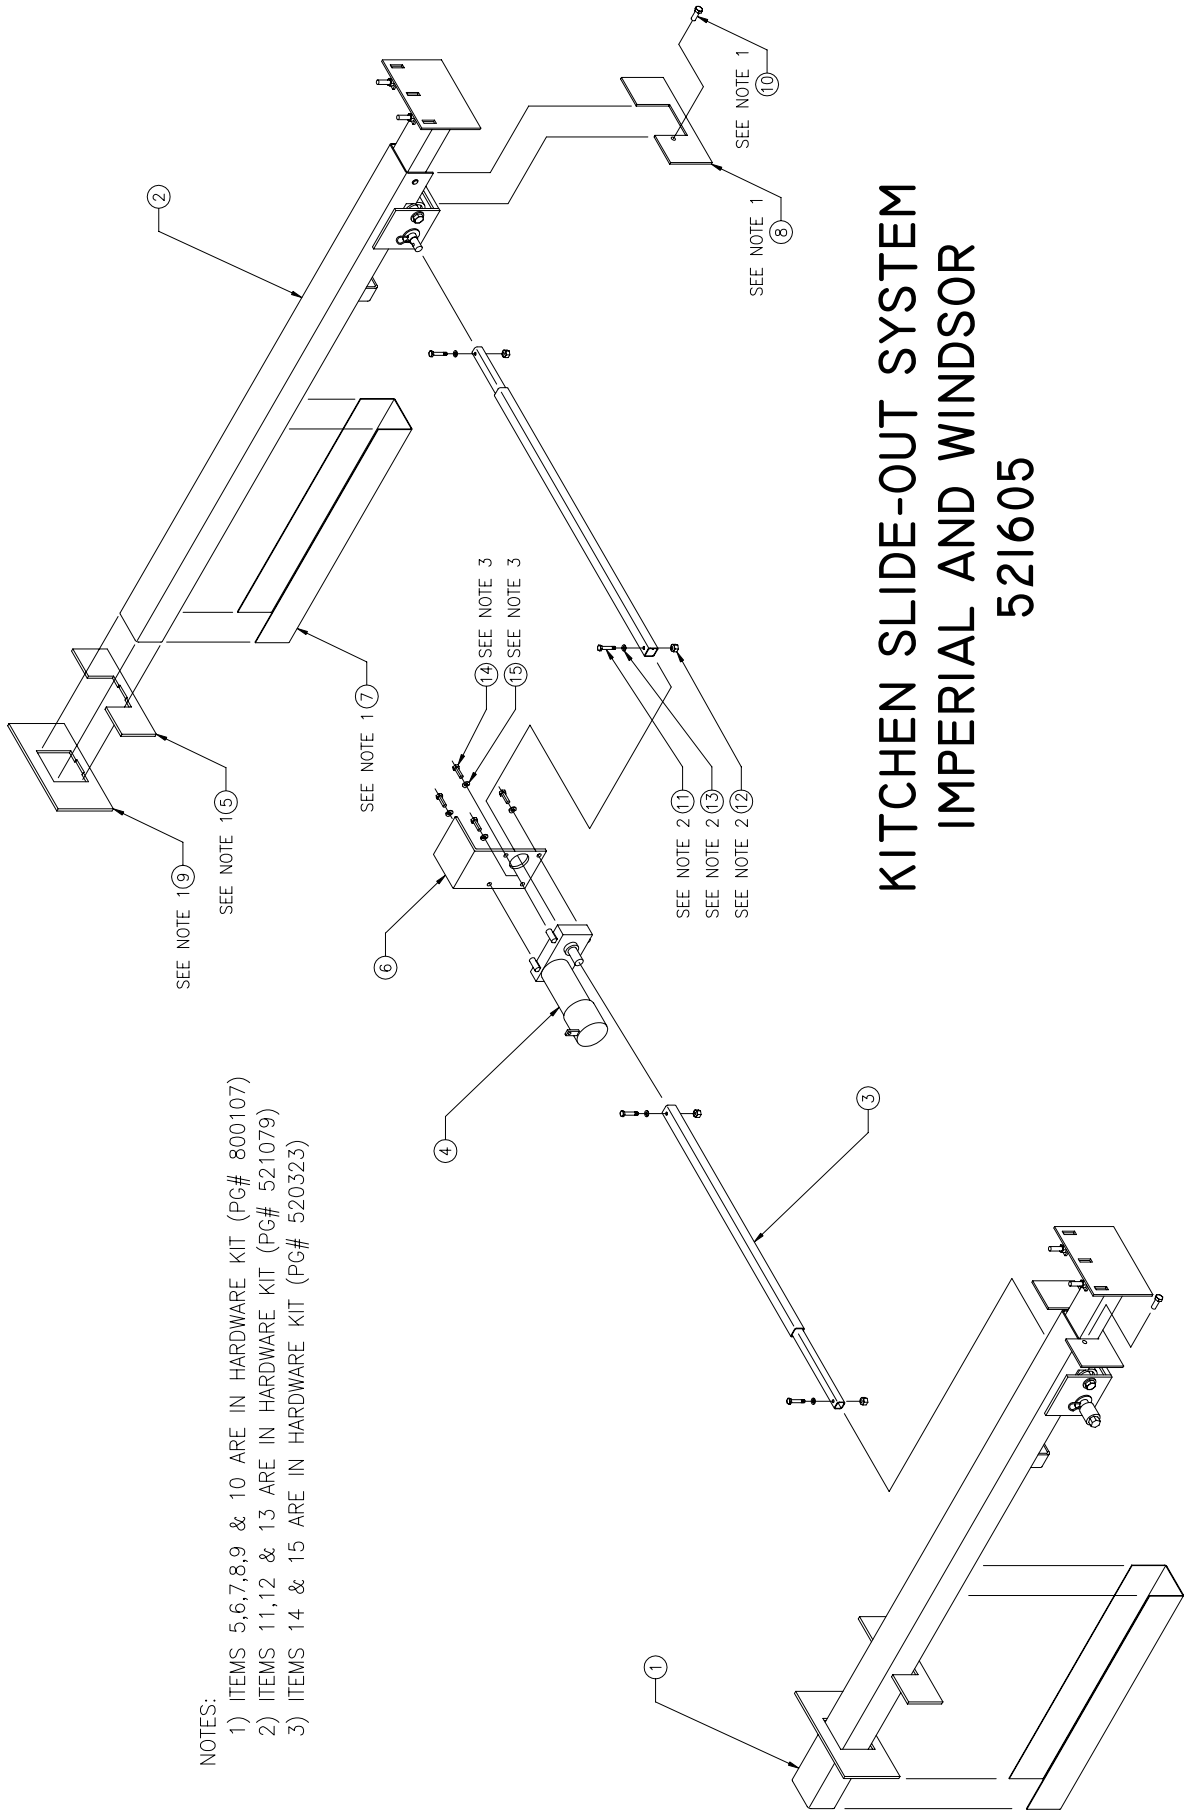 NOTES:
1) ITEMS 5,6,7,8,9 & 10 ARE IN HARDWARE KIT (PG# 800107)
2) ITEMS 11,12 & 13 ARE IN HARDWARE KIT (PG# 521079)
3) ITEMS 14 & 15 ARE IN HARDWARE KIT (PG# 520323)
SEE NOTE 1 9
SEE NOTE 1 5
2
SEE NOTE 1 7
6
4
14 SEE NOTE 3
15 SEE NOTE 3
1
3
SEE NOTE 2 11
SEE NOTE 2 13
SEE NOTE 2 12
SEE NOTE 1
8
SEE NOTE 1
10
KITCHEN SLIDE-OUT SYSTEM
IMPERIAL AND WINDSOR
521605